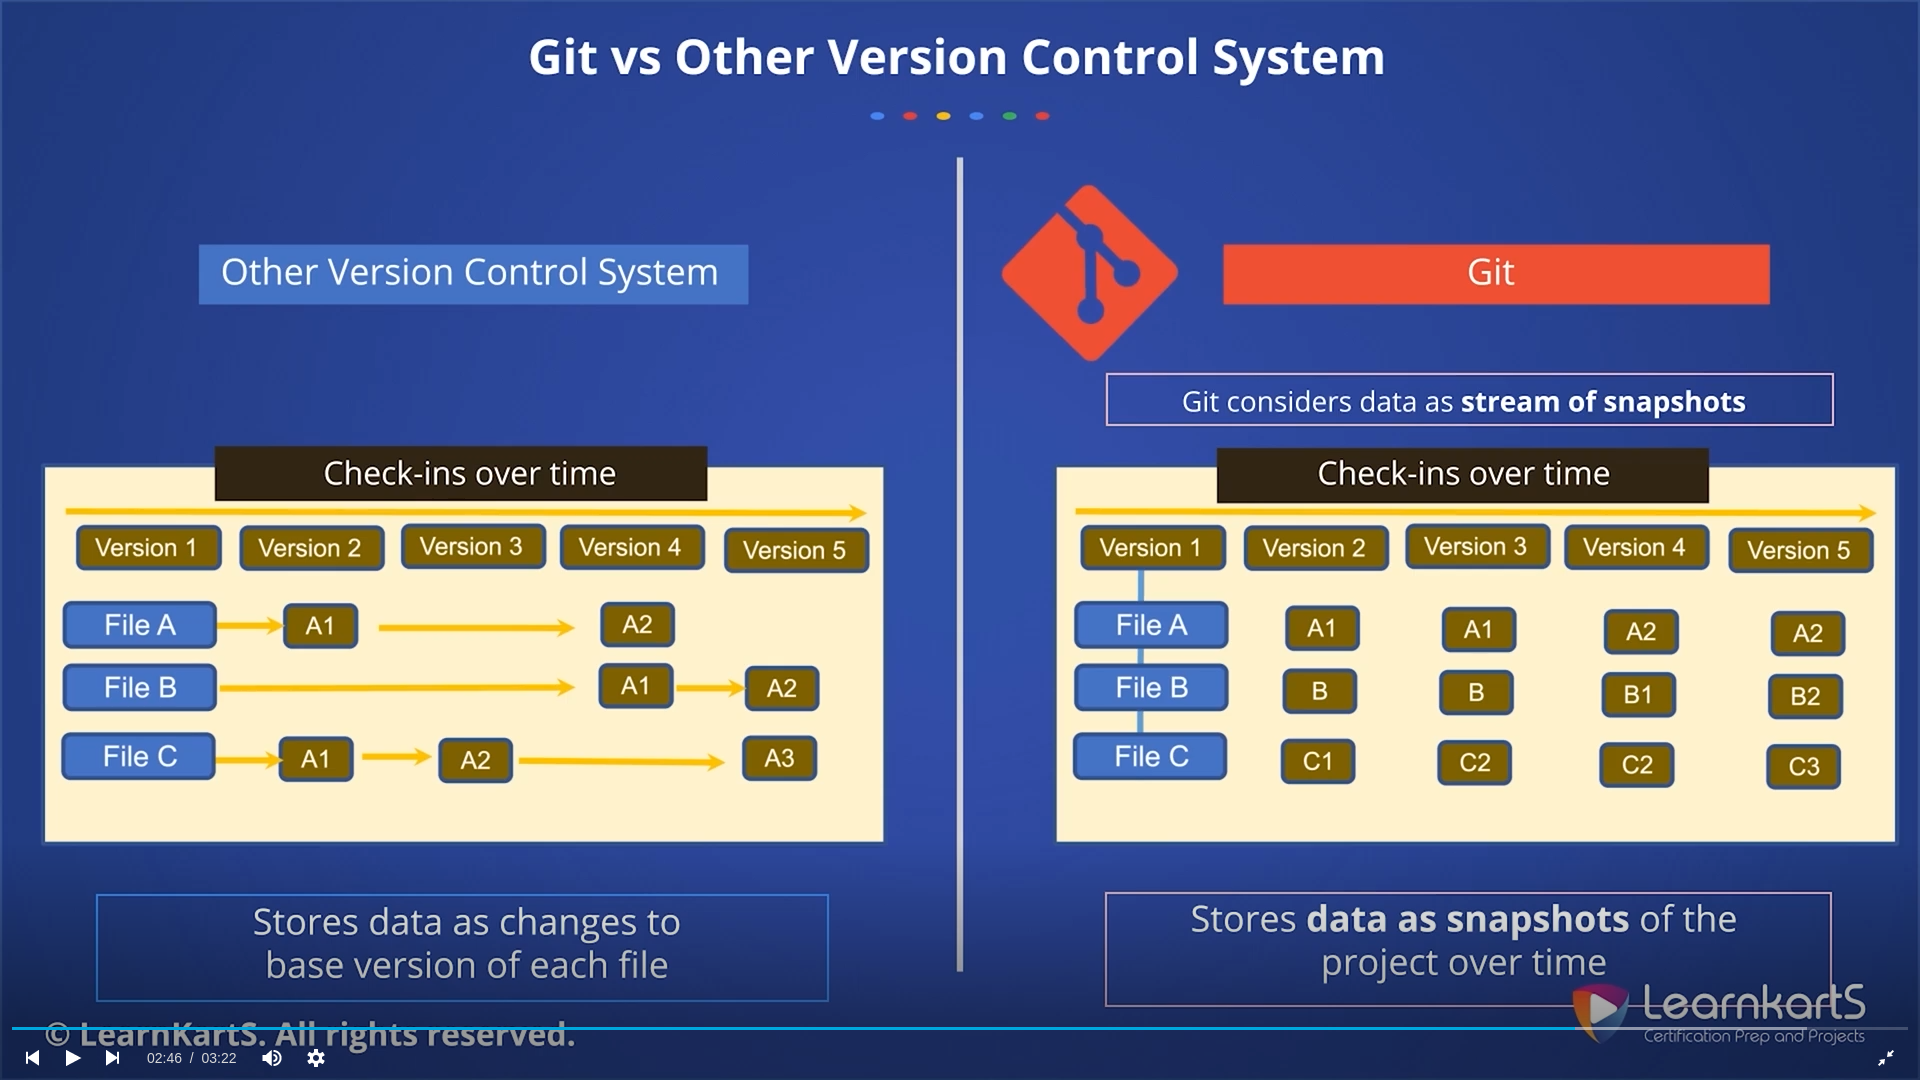 Git vs Other Version Control System
Other Version Control System
Check-ins over time
Version 1 Version 2 Version 3 Version 4 Version 5
File A A1 A2
File B A1 A2
File C A1 A2 A3
Stores data as changes to
base version of each file
Git
Git considers data as stream of snapshots
Check-ins over time
Version 1 Version 2 Version 3 Version 4 Version 5
File A A1 A1 A2 A2
File B B B B1 B2
File C C1 C2 C2 C3
Stores data as snapshots of the
project over time
LearnkartS
Certification Prep and Projects
© LearnKartS. All rights reserved.
02:46 / 03:22